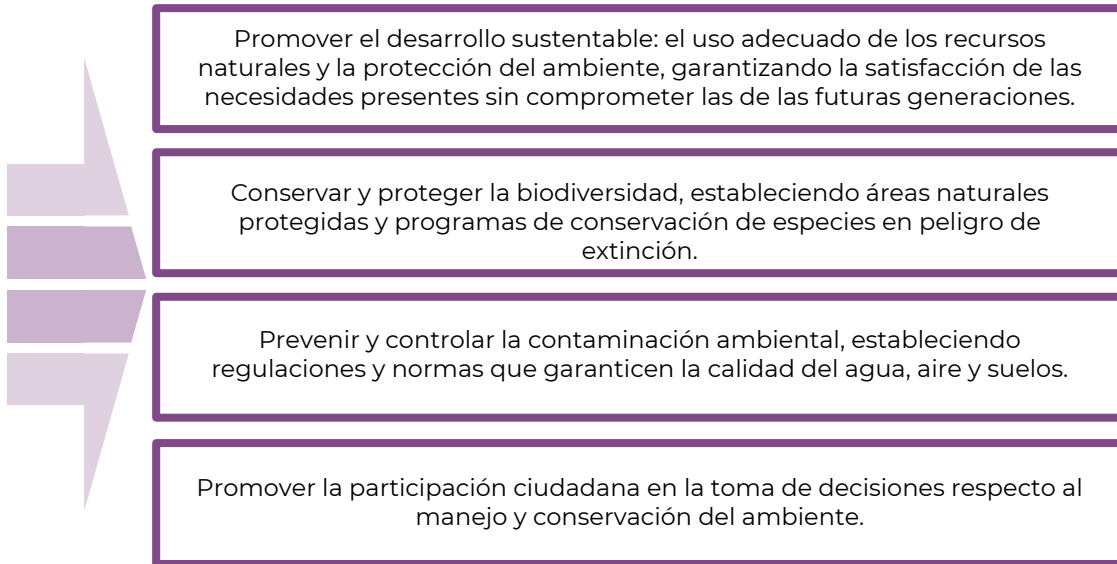 Promover el desarrollo sustentable: el uso adecuado de los recursos
naturales y la protección del ambiente, garantizando la satisfacción de las
necesidades presentes sin comprometer las de las futuras generaciones.
Conservar y proteger la biodiversidad, estableciendo áreas naturales
protegidas y programas de conservación de especies en peligro de
extinción.
Prevenir y controlar la contaminación ambiental, estableciendo
regulaciones y normas que garanticen la calidad del agua, aire y suelos.
Promover la participación ciudadana en la toma de decisiones respecto al
manejo y conservación del ambiente.